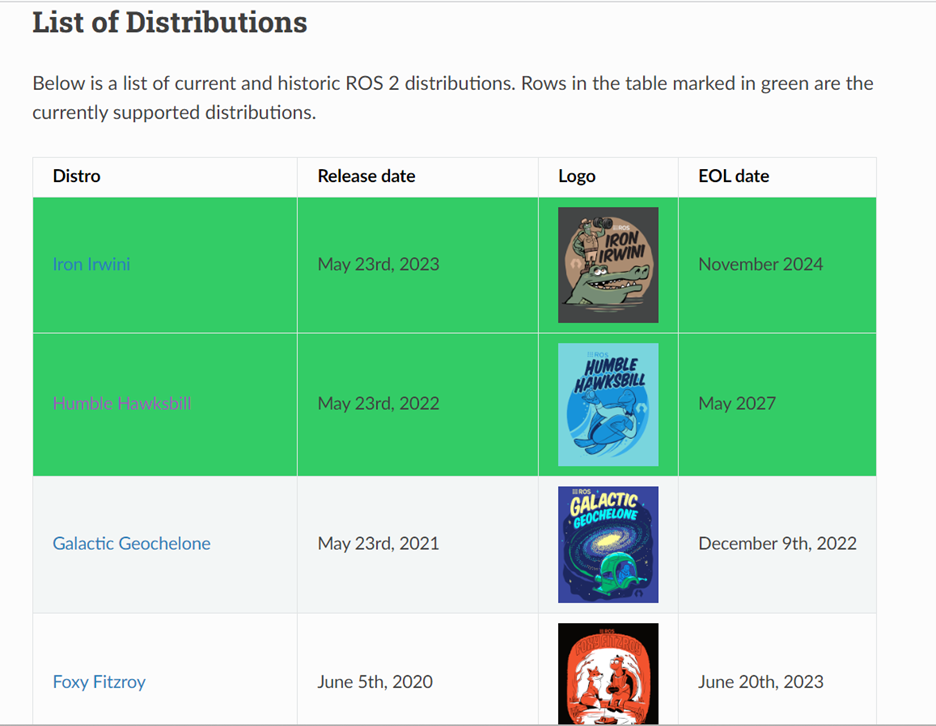 List of Distributions
Below is a list of current and historic ROS 2 distributions. Rows in the table marked in green are the
currently supported distributions.
Distro Release date Logo EOL date
ROS
IRON
IRWINI
Iron Irwini May 23rd, 2023 November 2024
ROS
HUMBLE
HAWKSBILL
Humble Hawksbill May 23rd, 2022 May 2027
ROS
GALACTIC
GEOCHELONE
Galactic Geochelone May 23rd, 2021 December 9th, 2022
ROS
FOXY FITZROY
Foxy Fitzroy June 5th, 2020 June 20th, 2023